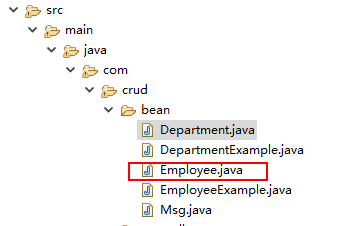 src
main
java
com
crud
bean
Department.java
DepartmentExample.java
Employee.java
EmployeeExample.java
Msg.java